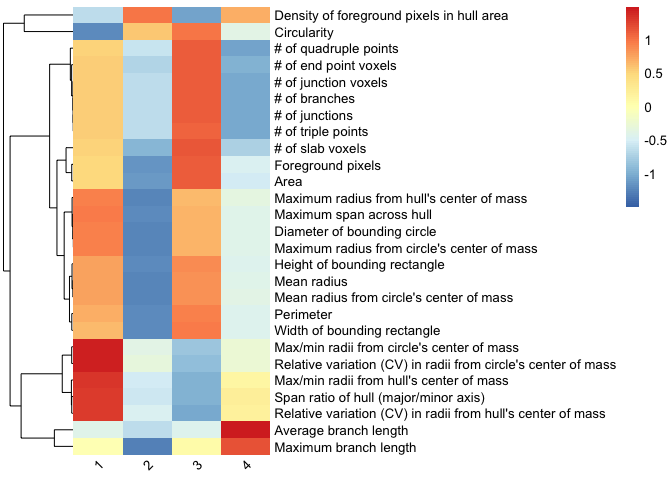 Density of foreground pixels in hull area
Circularity
# of quadruple points
# of end point voxels
# of junction voxels
# of branches
# of junctions
# of triple points
# of slab voxels
Foreground pixels
Area
Maximum radius from hull's center of mass
Maximum span across hull
Diameter of bounding circle
Maximum radius from circle's center of mass
Height of bounding rectangle
Mean radius
Mean radius from circle's center of mass
Perimeter
Width of bounding rectangle
Max/min radii from circle's center of mass
Relative variation (CV) in radii from circle's center of mass
Max/min radii from hull's center of mass
Span ratio of hull (major/minor axis)
Relative variation (CV) in radii from hull's center of mass
Average branch length
Maximum branch length
1 2 3 4
1
0.5
0
-0.5
-1